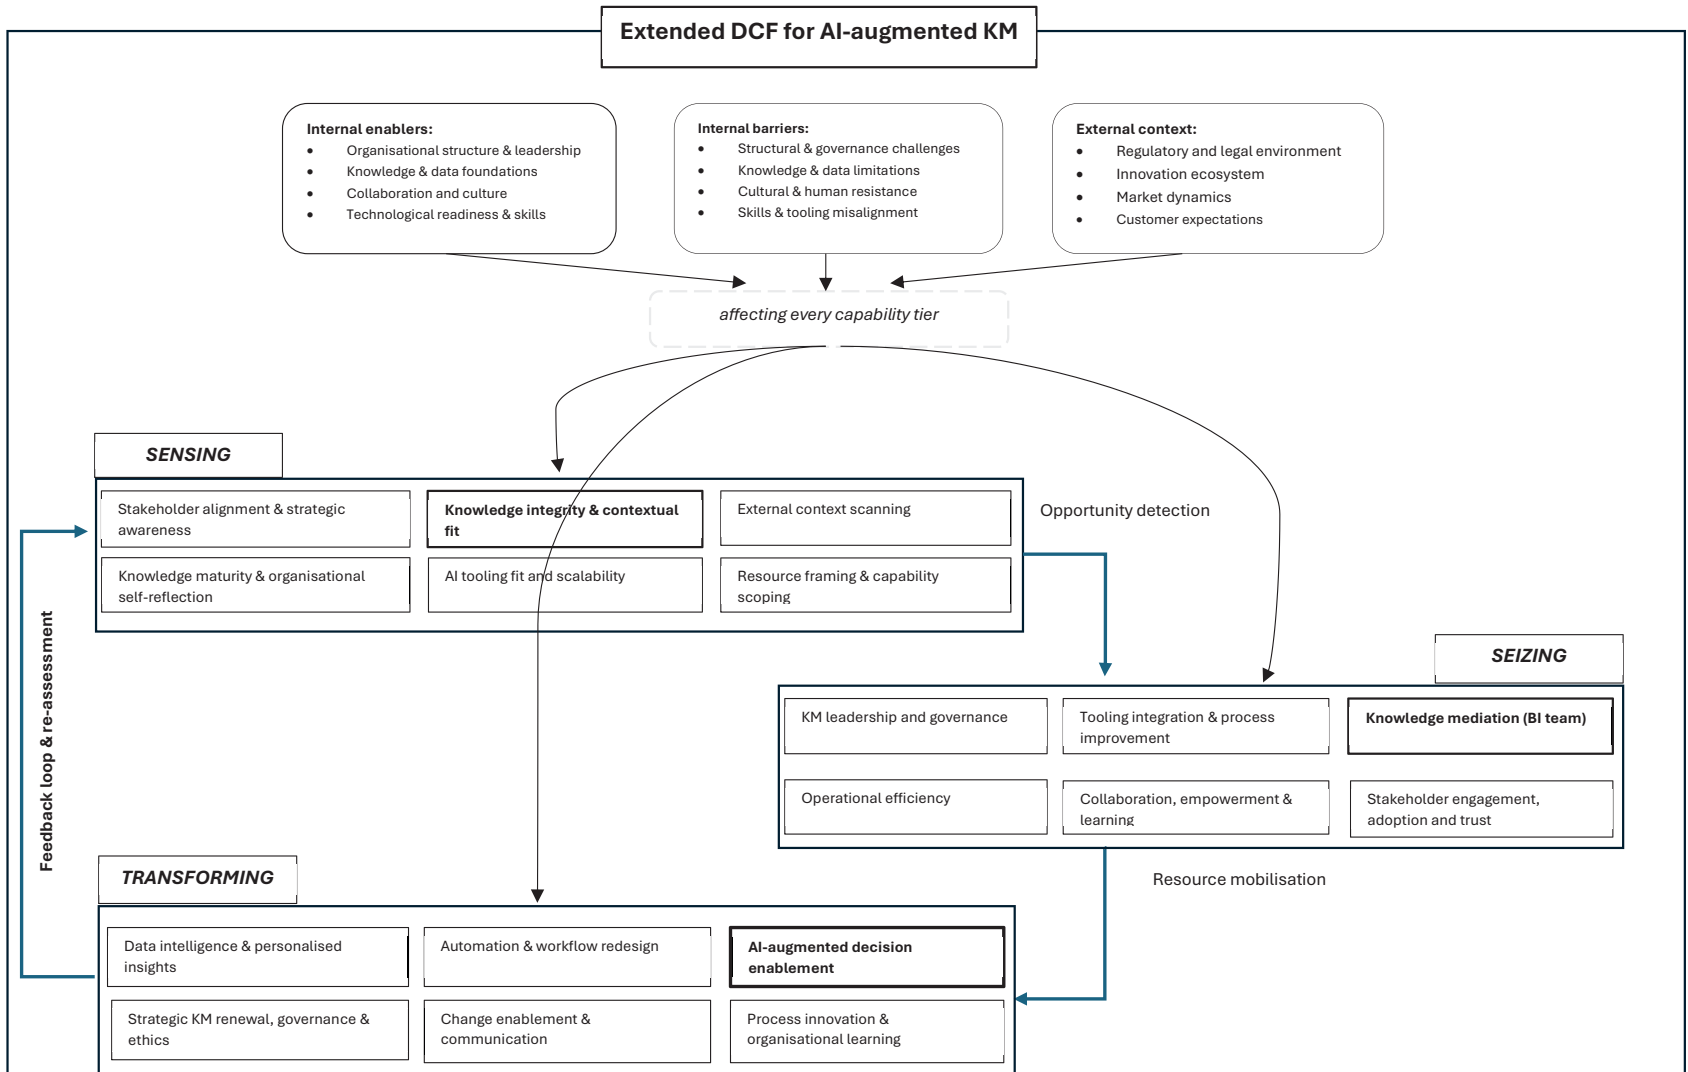 Extended DCF for AI-augmented KM
Internal enablers:
• Organisational structure & leadership
• Knowledge & data foundations
• Collaboration and culture
• Technological readiness & skills
Internal barriers:
• Structural & governance challenges
• Knowledge & data limitations
• Cultural & human resistance
• Skills & tooling misalignment
External context:
• Regulatory and legal environment
• Innovation ecosystem
• Market dynamics
• Customer expectations
affecting every capability tier
SENSING
Stakeholder alignment & strategic
awareness
Knowledge integrity & contextual
fit
External context scanning
Knowledge maturity & organisational
self-reflection
AI tooling fit and scalability
Resource framing & capability
scoping
Opportunity detection
SEIZING
KM leadership and governance
Tooling integration & process
improvement
Knowledge mediation (BI team)
Operational efficiency
Collaboration, empowerment &
learning
Stakeholder engagement,
adoption and trust
Resource mobilisation
Feedback loop & re-assessment
TRANSFORMING
Data intelligence & personalised
insights
Automation & workflow redesign
AI-augmented decision
enablement
Strategic KM renewal, governance &
ethics
Change enablement &
communication
Process innovation &
organisational learning